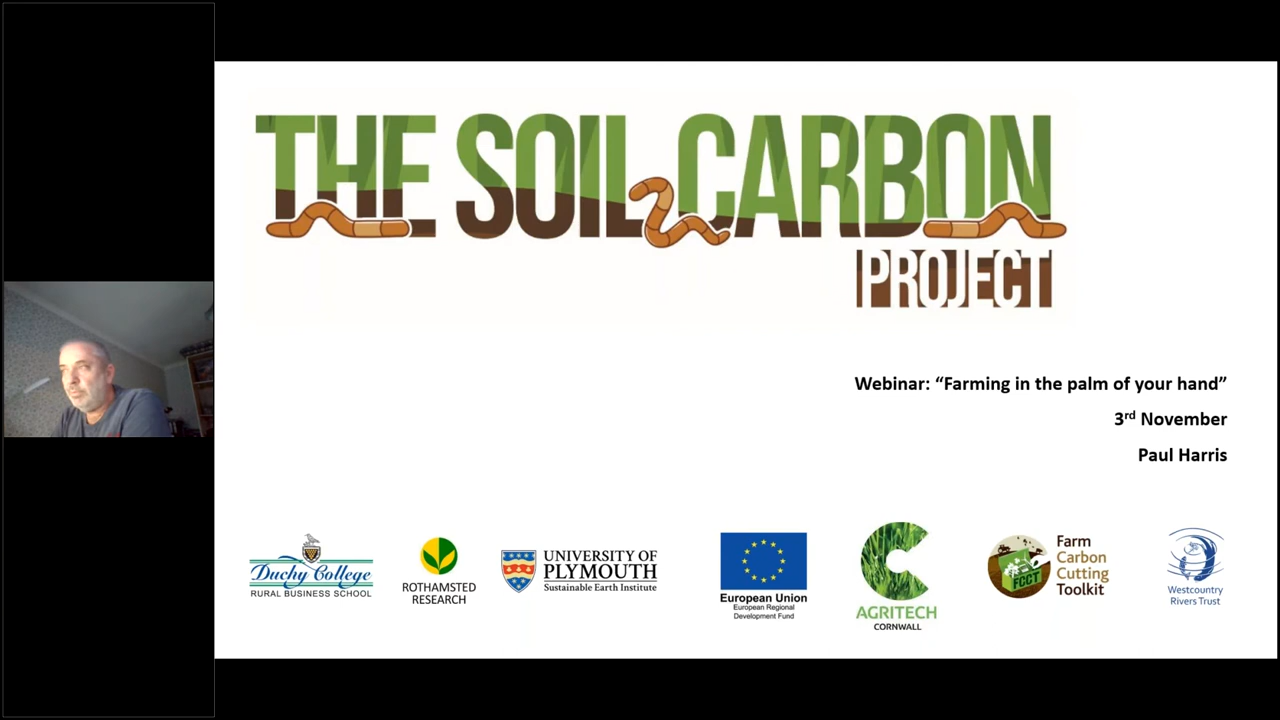 THE SOIL CARBON
PROJECT
Webinar: “Farming in the palm of your hand”
3rd November
Paul Harris
Duchy College
RURAL BUSINESS SCHOOL
ROTHAMSTED
RESEARCH
UNIVERSITY OF
PLYMOUTH
Sustainable Earth Institute
European Union
European Regional
Development Fund
AGRITECH
CORNWALL
FCCT
Farm
Carbon
Cutting
Toolkit
Westcountry
Rivers Trust